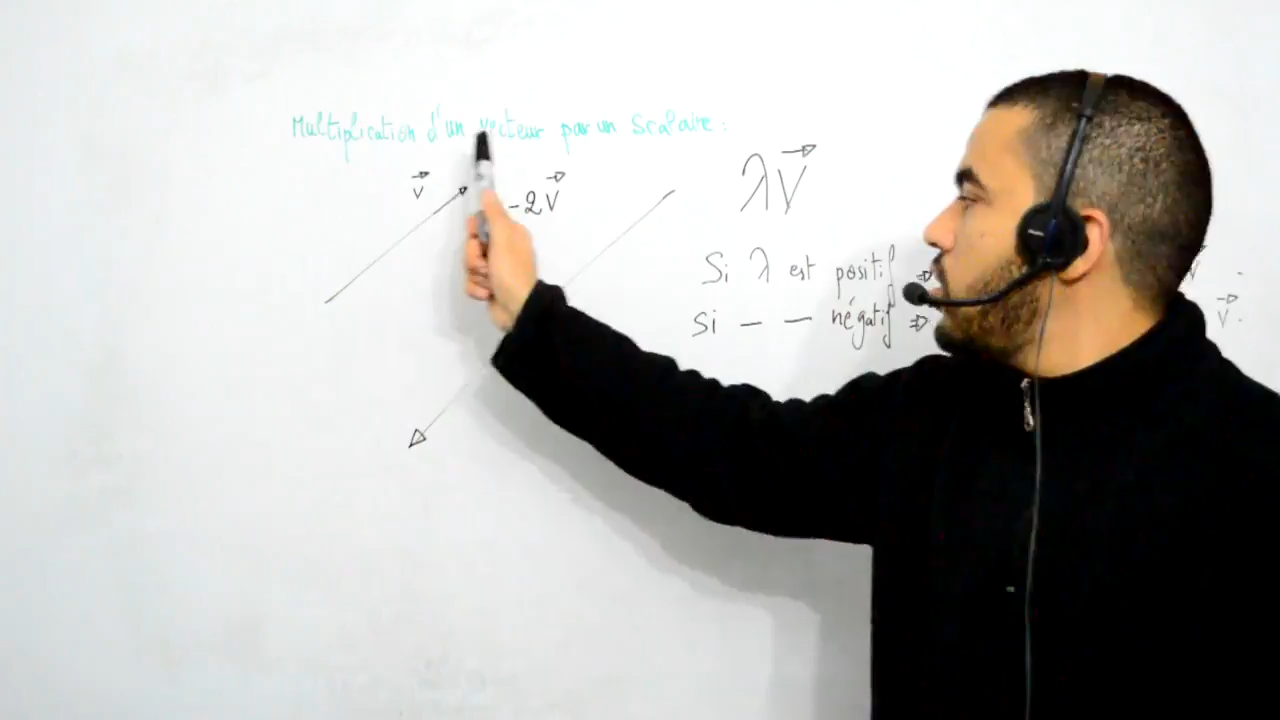 Multiplication d'un vecteur par un Scalaire :
V⃗
-2V⃗
λV⃗
Si λ est positif ⇒
Si — — négatif ⇒ V⃗.